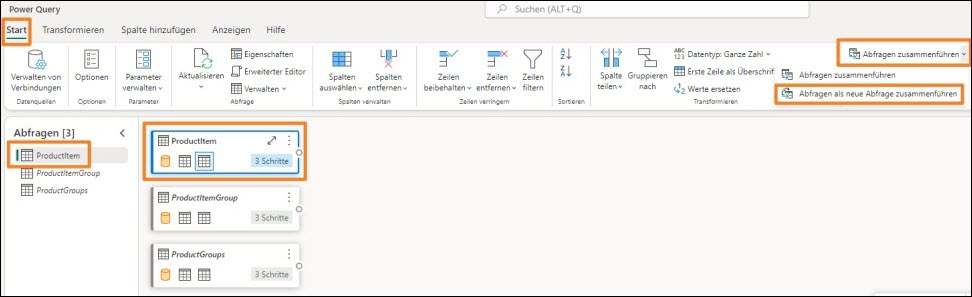 Power Query
Suchen (ALT+Q)
Start Transformieren Spalte hinzufügen Anzeigen Hilfe
Verwalten von
Verbindungen
Datenquellen
Optionen
Optionen
Parameter
verwalten
Parameter
Aktualisieren
Eigenschaften
Erweiterter Editor
Verwalten
Abfrage
Spalten
auswählen
Spalten
entfernen
Spalten verwalten
Zeilen
beibehalten
Zeilen
entfernen
Zeilen
filtern
Zeilen verringern
Sortieren
Spalte
teilen
Gruppieren
nach
Datentyp: Ganze Zahl
Erste Zeile als Überschrift
Werte ersetzen
Transformieren
Abfragen zusammenführen
Abfragen zusammenführen
Abfragen als neue Abfrage zusammenführen
Abfragen [3]
ProductItem
ProductItemGroup
ProductGroups
ProductItem
3 Schritte
ProductItemGroup
3 Schritte
ProductGroups
3 Schritte